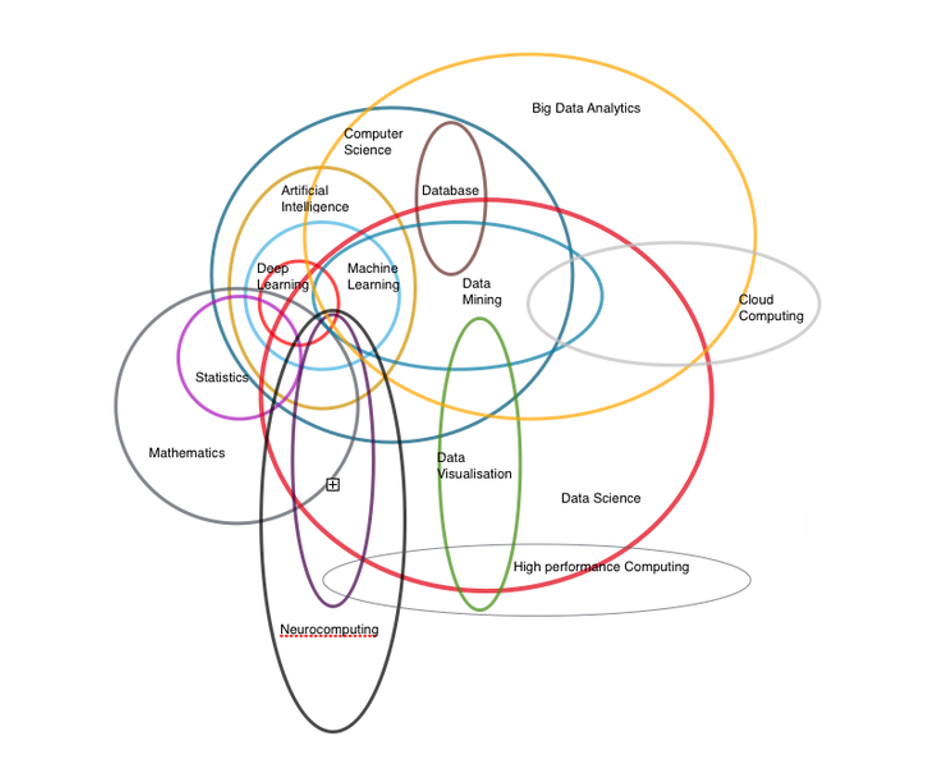 Big Data Analytics
Computer
Science
Artificial
Intelligence
Database
Deep
Learning
Machine
Learning
Data
Mining
Cloud
Computing
Statistics
Mathematics
Data
Visualisation
Data Science
High performance Computing
Neurocomputing